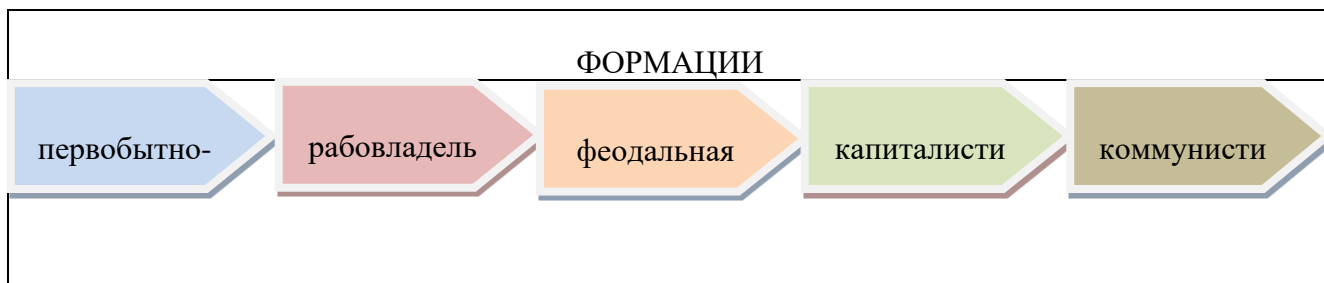 ФОРМАЦИИ
первобытно-
рабовладель
феодальная
капиталисти
коммунисти